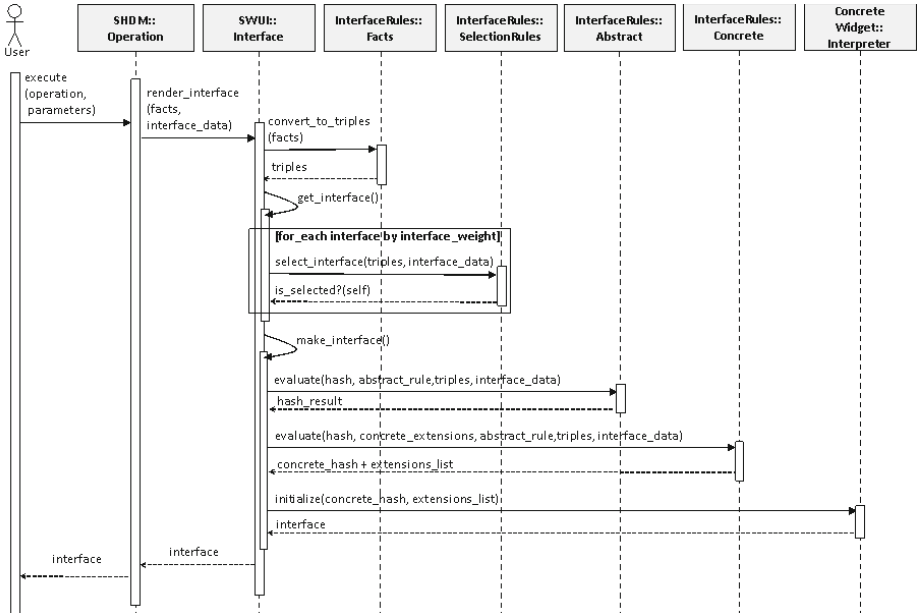 User
SHDM::
Operation
SWUI::
Interface
InterfaceRules::
Facts
InterfaceRules::
SelectionRules
InterfaceRules::
Abstract
InterfaceRules::
Concrete
Concrete
Widget::
Interpreter
execute
(operation,
parameters)
render_interface
(facts,
interface_data)
convert_to_triples
(facts)
triples
get_interface()
[for_each interface by interface_weight]
select_interface(triples, interface_data)
is_selected?(self)
make_interface()
evaluate(hash, abstract_rule,triples, interface_data)
hash_result
evaluate(hash, concrete_extensions, abstract_rule,triples, interface_data)
concrete_hash + extensions_list
initialize(concrete_hash, extensions_list)
interface
interface
interface